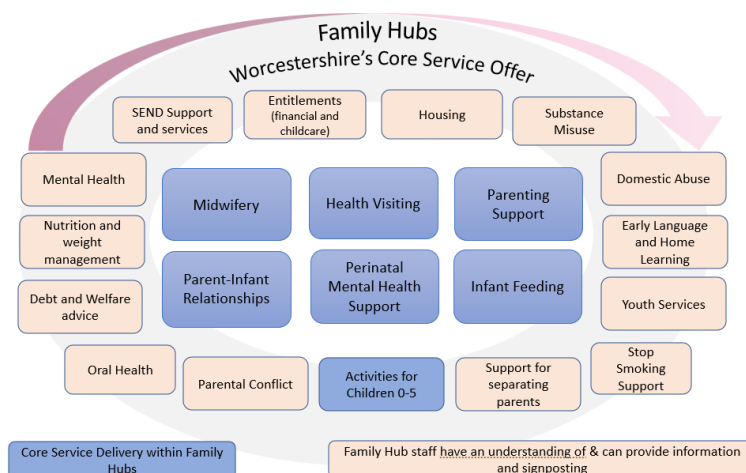 Family Hubs
Worcestershire's Core Service Offer
SEND Support
and services
Entitlements
(financial and
childcare)
Housing
Substance
Misuse
Mental Health
Midwifery
Health Visiting
Parenting
Support
Domestic Abuse
Nutrition and
weight
management
Early Language
and Home
Learning
Parent-Infant
Relationships
Perinatal
Mental Health
Support
Infant Feeding
Debt and Welfare
advice
Youth Services
Oral Health
Parental Conflict
Activities for
Children 0-5
Support for
separating
parents
Stop
Smoking
Support
Core Service Delivery within Family
Hubs
Family Hub staff have an understanding of & can provide information
and signposting